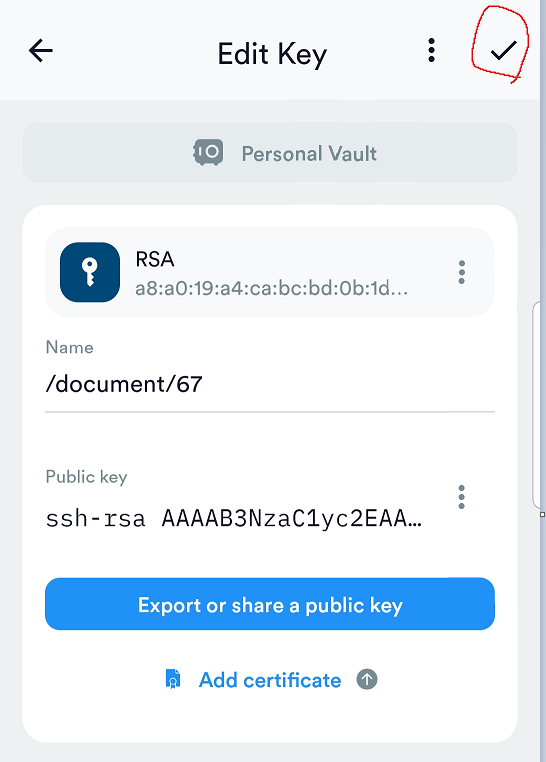 Edit Key
Personal Vault
RSA
a8:a0:19:a4:ca:bc:bd:0b:1d...
Name
/document/67
Public key
ssh-rsa AAAAB3NzaC1yc2EAA...
Export or share a public key
Add certificate